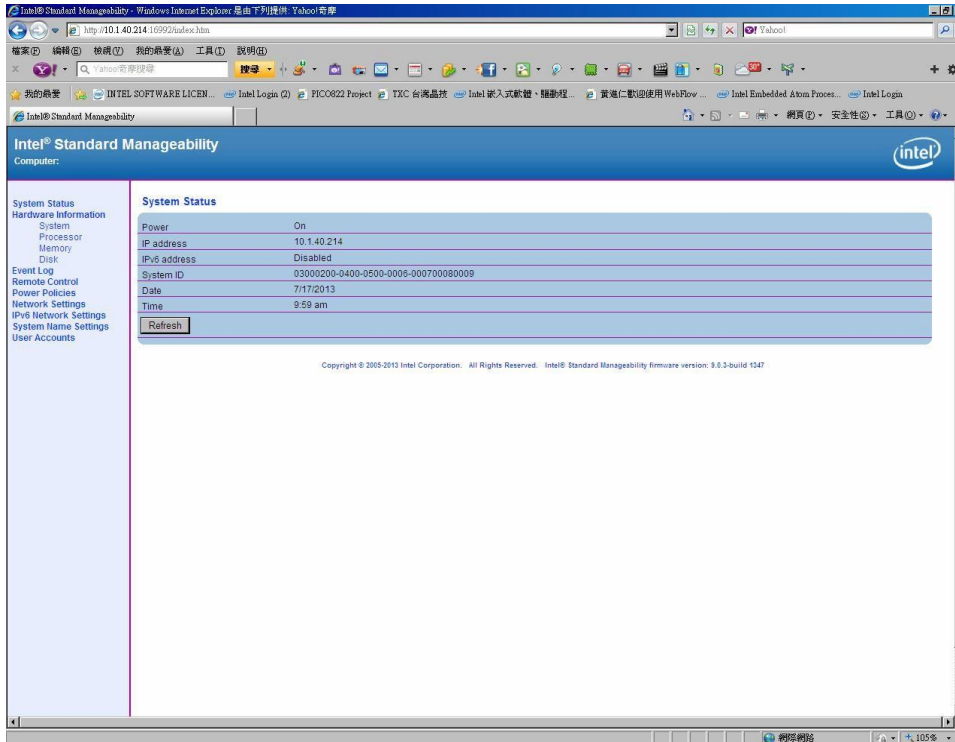 Intel® Standard Manageability - Windows Internet Explorer 是由下列提供: Yahoo!奇摩
http://10.1.40.214:16992/index.htm
Yahoo!
檔案(F) 編輯(E) 檢視(V) 我的最愛(A) 工具(T) 說明(H)
Yahoo!奇摩搜尋 搜尋
我的最愛 INTEL SOFTWARE LICEN... Intel Login (2) PICO822 Project TXC 台灣晶技 Intel 嵌入式軟體、驅動程... 黃進仁歡迎使用 WebFlow ... Intel Embedded Atom Proces... Intel Login
Intel® Standard Manageability
網頁(P) 安全性(S) 工具(O)
Intel® Standard Manageability
Computer:
intel
System Status
Hardware Information
System
Processor
Memory
Disk
Event Log
Remote Control
Power Policies
Network Settings
IPv6 Network Settings
System Name Settings
User Accounts
System Status
Power On
IP address 10.1.40.214
IPv6 address Disabled
System ID 03000200-0400-0500-0006-000700080009
Date 7/17/2013
Time 9:59 am
Refresh
Copyright © 2005-2013 Intel Corporation. All Rights Reserved. Intel® Standard Manageability firmware version: 9.0.2-build 1347
網際網路 105%